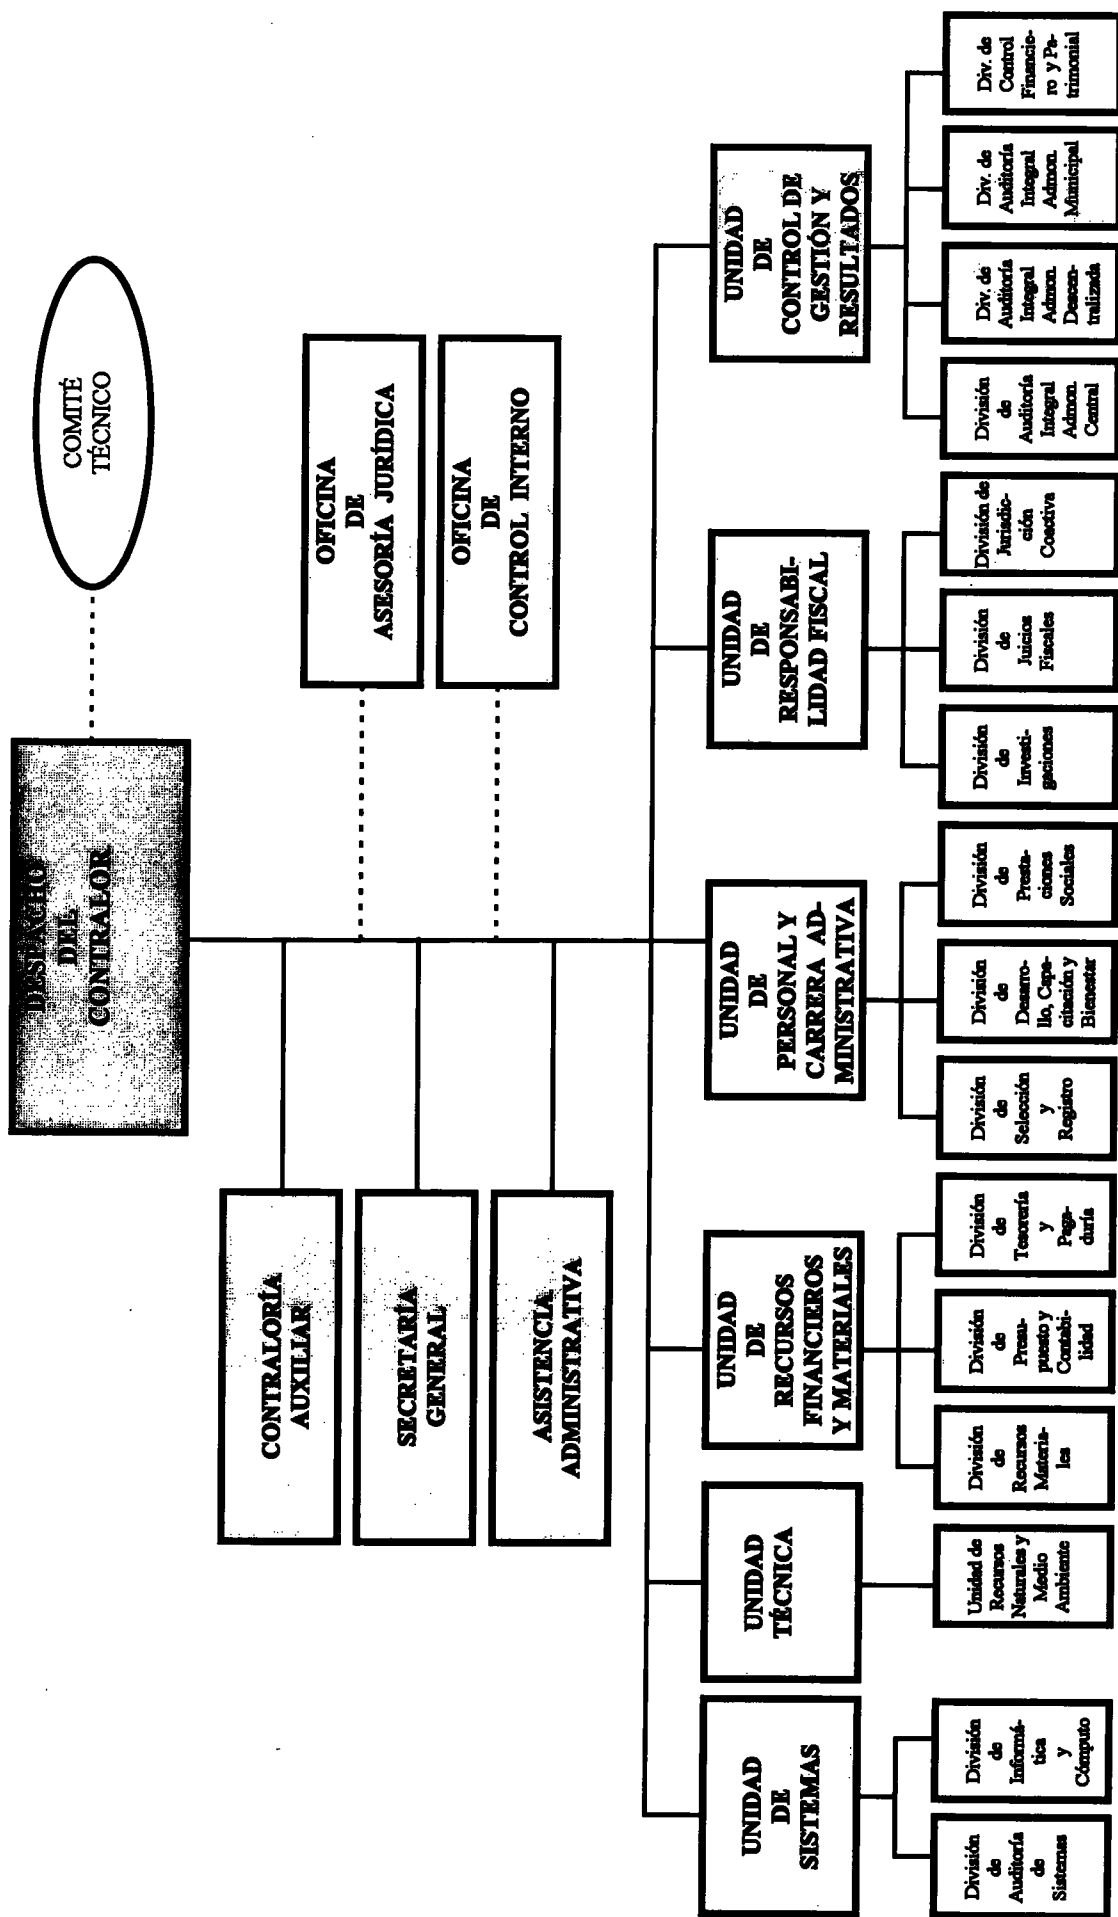 COMITÉ
TÉCNICO
DESPACHO
DEL
CONTRALOR
OFICINA
DE
ASESORÍA JURÍDICA
OFICINA
DE
CONTROL INTERNO
CONTRALORÍA
AUXILIAR
SECRETARÍA
GENERAL
ASISTENCIA
ADMINISTRATIVA
UNIDAD
DE
SISTEMAS
UNIDAD
TÉCNICA
UNIDAD
DE
RECURSOS
FINANCIEROS
Y MATERIALES
UNIDAD
DE
PERSONAL Y
CARRERA AD-
MINISTRATIVA
UNIDAD
DE
RESPONSABI-
LIDAD FISCAL
UNIDAD
DE
CONTROL DE
GESTIÓN Y
RESULTADOS
División
de
Auditoría
de
Sistemas
División
de
Informá-
tica
y
Cómputo
Unidad de
Recursos
Naturales y
Medio
Ambiente
División
de
Recursos
Materia-
les
División
de
Presu-
puesto y
Contabi-
lidad
División
de
Tesorería
y
Paga-
duría
División
de
Selección
y
Registro
División
de
Desarro-
llo, Capa-
citación y
Bienestar
División
de
Presta-
ciones
Sociales
División
de
Investi-
gaciones
División
de
Juicios
Fiscales
División de
Jurisdic-
ción
Coactiva
División
de
Auditoría
Integral
Admon.
Central
Div. de
Auditoría
Integral
Admon.
Descen-
tralizada
Div. de
Auditoría
Integral
Admon.
Municipal
Div. de
Control
Financie-
ro y Pa-
trimonial